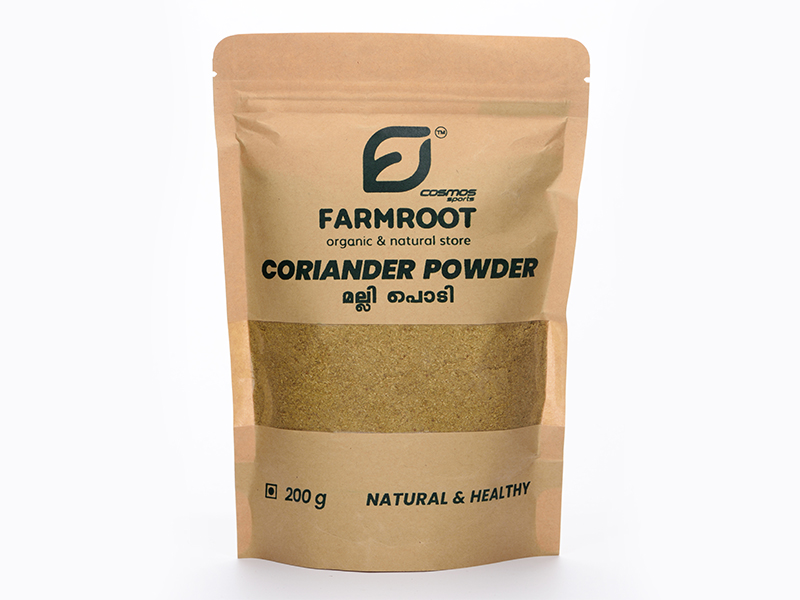 TM
COSMOS
sports
FARMROOT
organic & natural store
CORIANDER POWDER
മല്ലി പൊടി
200 g NATURAL & HEALTHY